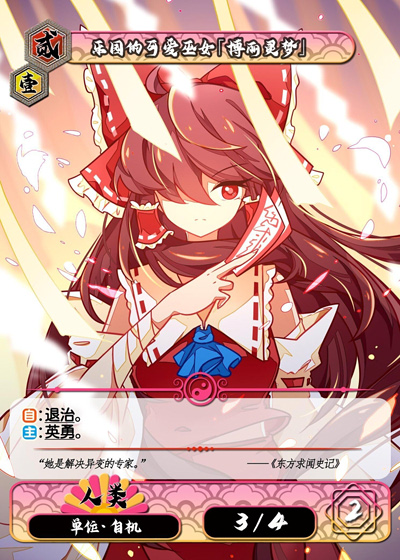 贰
乐园的可爱巫女「博丽灵梦」
壹
自：退治。
主：英勇。
“她是解决异变的专家。” ——《东方求闻史记》
人类
单位·自机
3/4
2